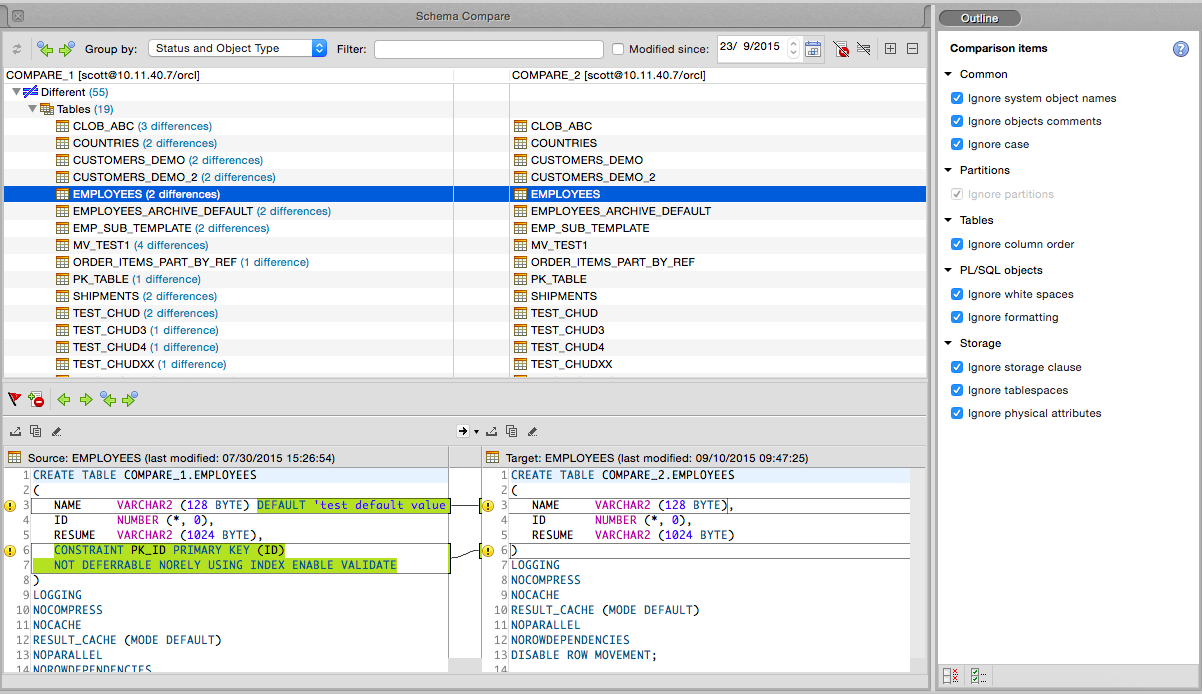 Schema Compare
Outline
Group by: Status and Object Type Filter: Modified since: 23/ 9/2015
COMPARE_1 [scott@10.11.40.7/orcl] COMPARE_2 [scott@10.11.40.7/orcl]
Different (55)
Tables (19)
CLOB_ABC (3 differences) CLOB_ABC
COUNTRIES (2 differences) COUNTRIES
CUSTOMERS_DEMO (2 differences) CUSTOMERS_DEMO
CUSTOMERS_DEMO_2 (2 differences) CUSTOMERS_DEMO_2
EMPLOYEES (2 differences) EMPLOYEES
EMPLOYEES_ARCHIVE_DEFAULT (2 differences) EMPLOYEES_ARCHIVE_DEFAULT
EMP_SUB_TEMPLATE (2 differences) EMP_SUB_TEMPLATE
MV_TEST1 (4 differences) MV_TEST1
ORDER_ITEMS_PART_BY_REF (1 difference) ORDER_ITEMS_PART_BY_REF
PK_TABLE (1 difference) PK_TABLE
SHIPMENTS (2 differences) SHIPMENTS
TEST_CHUD (2 differences) TEST_CHUD
TEST_CHUD3 (1 difference) TEST_CHUD3
TEST_CHUD4 (1 difference) TEST_CHUD4
TEST_CHUDXX (1 difference) TEST_CHUDXX
Source: EMPLOYEES (last modified: 07/30/2015 15:26:54)
1 CREATE TABLE COMPARE_1.EMPLOYEES
2 (
3 NAME VARCHAR2 (128 BYTE) DEFAULT 'test default value
4 ID NUMBER (*, 0),
5 RESUME VARCHAR2 (1024 BYTE),
6 CONSTRAINT PK_ID PRIMARY KEY (ID)
7 NOT DEFERRABLE NORELY USING INDEX ENABLE VALIDATE
8 )
9 LOGGING
10 NOCOMPRESS
11 NOCACHE
12 RESULT_CACHE (MODE DEFAULT)
13 NOPARALLEL
14 NOROWDEPENDENCIES
Target: EMPLOYEES (last modified: 09/10/2015 09:47:25)
1 CREATE TABLE COMPARE_2.EMPLOYEES
2 (
3 NAME VARCHAR2 (128 BYTE),
4 ID NUMBER (*, 0),
5 RESUME VARCHAR2 (1024 BYTE)
6 )
7 LOGGING
8 NOCOMPRESS
9 NOCACHE
10 RESULT_CACHE (MODE DEFAULT)
11 NOPARALLEL
12 NOROWDEPENDENCIES
13 DISABLE ROW MOVEMENT;
14
Comparison items ?
Common
Ignore system object names
Ignore objects comments
Ignore case
Partitions
Ignore partitions
Tables
Ignore column order
PL/SQL objects
Ignore white spaces
Ignore formatting
Storage
Ignore storage clause
Ignore tablespaces
Ignore physical attributes